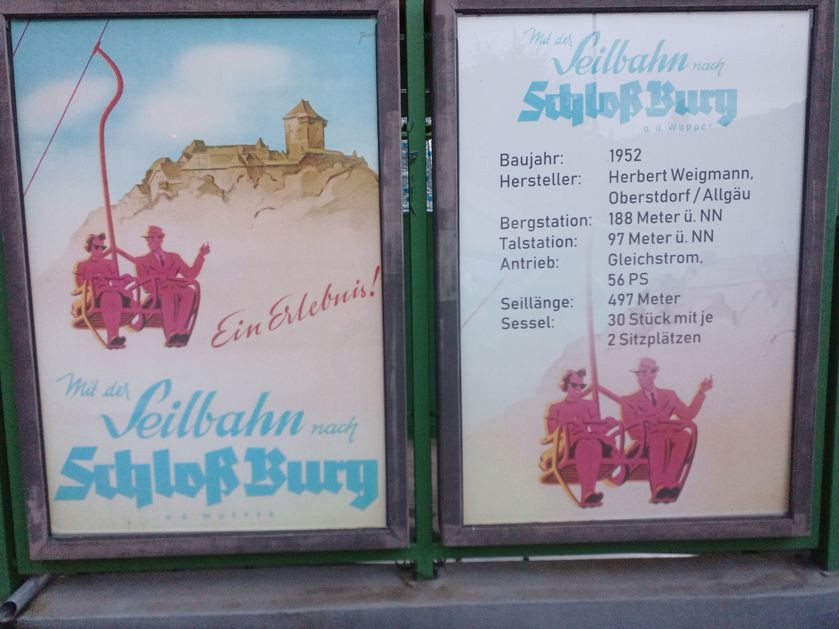 Ein Erlebnis!
Mit der
Seilbahn nach
Schloß Burg
a. d. WUPPER
Mit der
Seilbahn nach
Schloß Burg
a. d. Wupper
Baujahr: 1952
Hersteller: Herbert Weigmann,
Oberstdorf / Allgäu
Bergstation: 188 Meter ü. NN
Talstation: 97 Meter ü. NN
Antrieb: Gleichstrom,
56 PS
Seillänge: 497 Meter
Sessel: 30 Stück mit je
2 Sitzplätzen